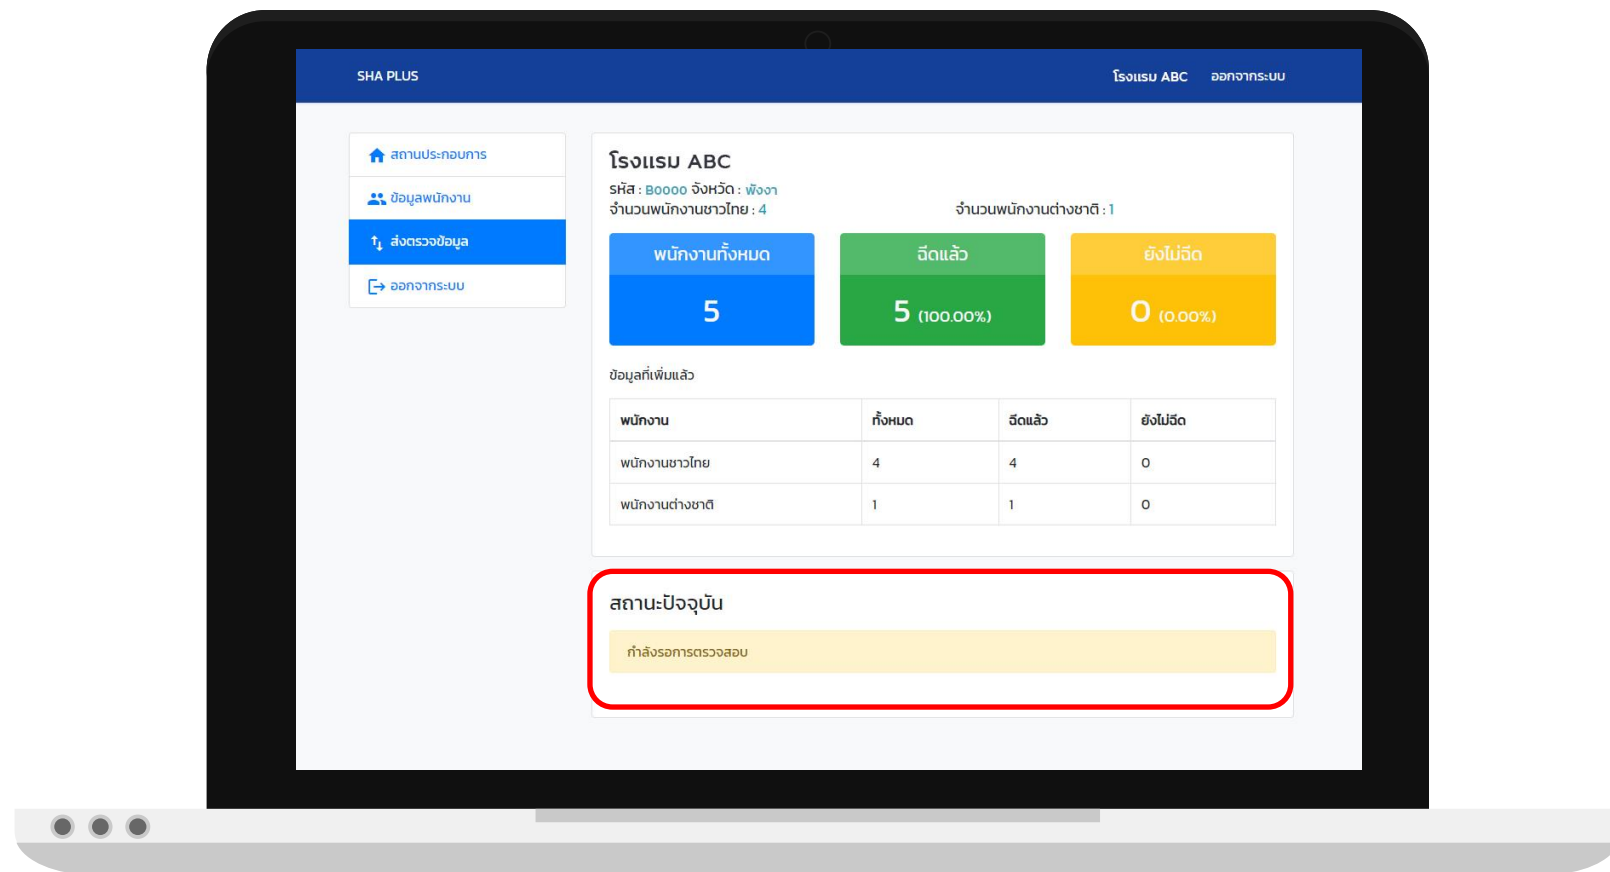 SHA PLUS โรงแรม ABC ออกจากระบบ
สถานประกอบการ
ข้อมูลพนักงาน
ส่งตรวจข้อมูล
ออกจากระบบ
โรงแรม ABC
รหัส : B0000 จังหวัด : พังงา
จำนวนพนักงานชาวไทย : 4 จำนวนพนักงานต่างชาติ : 1
พนักงานทั้งหมด ฉีดแล้ว ยังไม่ฉีด
5 5 (100.00%) 0 (0.00%)
ข้อมูลที่เพิ่มแล้ว
พนักงาน ทั้งหมด ฉีดแล้ว ยังไม่ฉีด
พนักงานชาวไทย 4 4 0
พนักงานต่างชาติ 1 1 0
สถานะปัจจุบัน
กำลังรอการตรวจสอบ